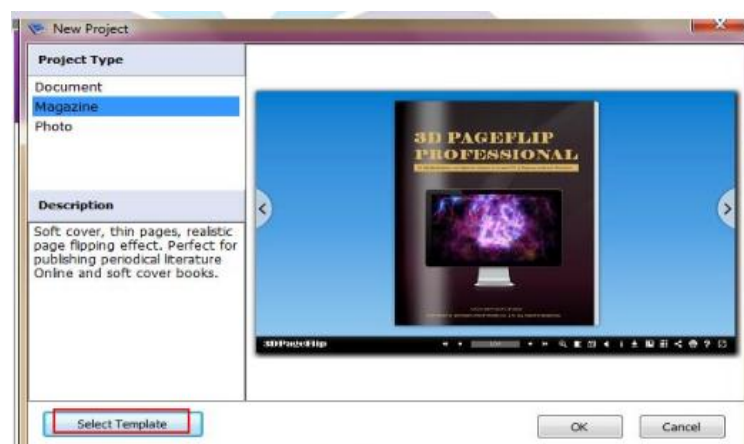 New Project
Project Type
Document
Magazine
Photo
Description
Soft cover, thin pages, realistic
page flipping effect. Perfect for
publishing periodical literature
Online and soft cover books.
3D PAGEFLIP
PROFESSIONAL
3DPageFlip
Select Template
OK
Cancel